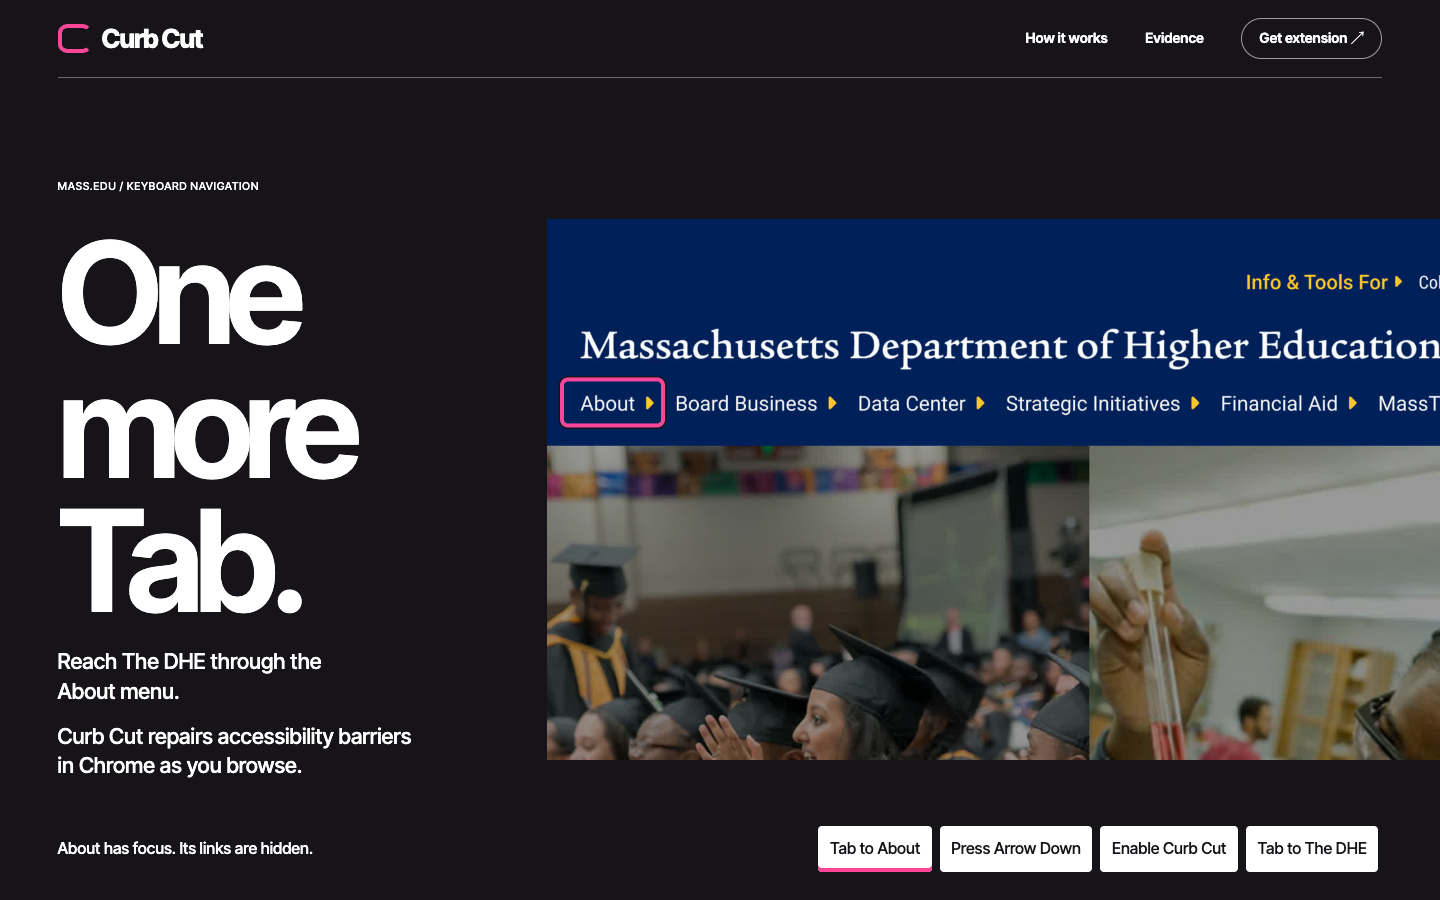 Curb Cut
How it works
Evidence
Get extension ↗
MASS.EDU / KEYBOARD NAVIGATION
One
more
Tab.
Reach The DHE through the
About menu.
Curb Cut repairs accessibility barriers
in Chrome as you browse.
About has focus. Its links are hidden.
Info & Tools For
Massachusetts Department of Higher Education
About
Board Business
Data Center
Strategic Initiatives
Financial Aid
MassT
Tab to About
Press Arrow Down
Enable Curb Cut
Tab to The DHE